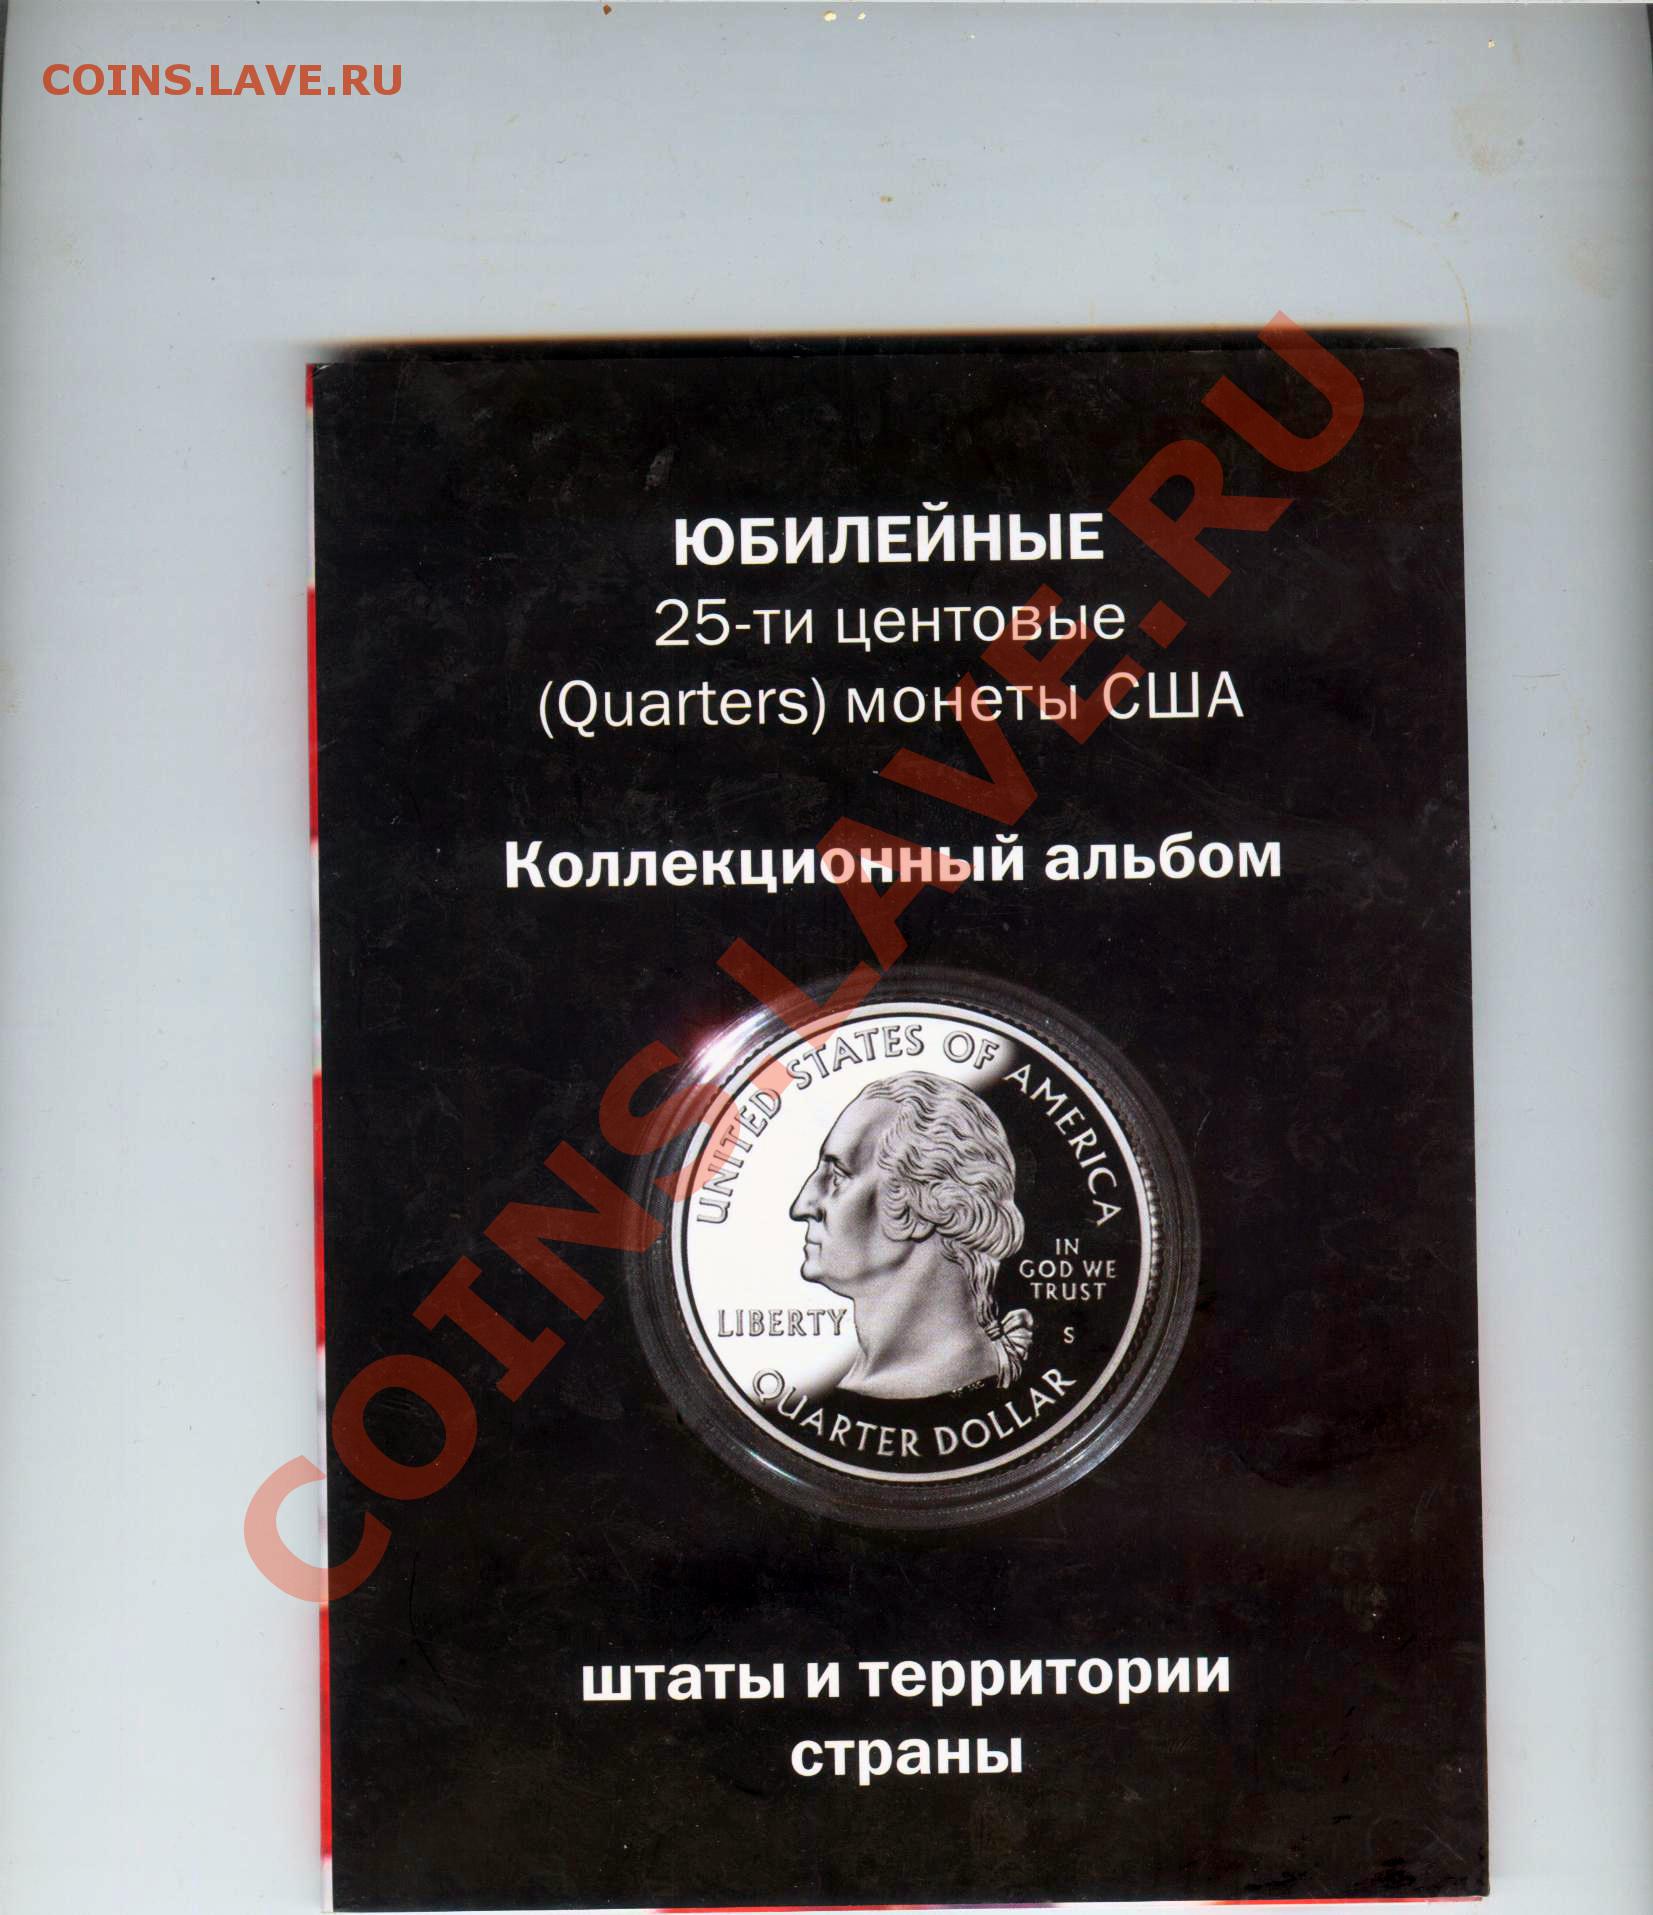 COINS.LAVE.RU
ЮБИЛЕЙНЫЕ
25-ти центовые
(Quarters) монеты США
Коллекционный альбом
UNITED STATES OF AMERICA
IN
GOD WE
TRUST
LIBERTY
S
QUARTER DOLLAR
штаты и территории
страны
COINS.LAVE.RU